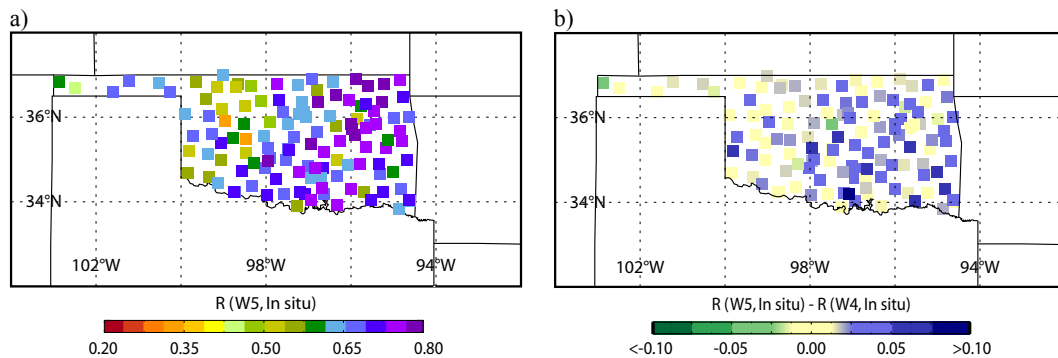 a)
36°N
34°N
102°W 98°W 94°W
R (W5, In situ)
0.20 0.35 0.50 0.65 0.80
b)
36°N
34°N
102°W 98°W 94°W
R (W5, In situ) - R (W4, In situ)
<-0.10 -0.05 0.00 0.05 >0.10